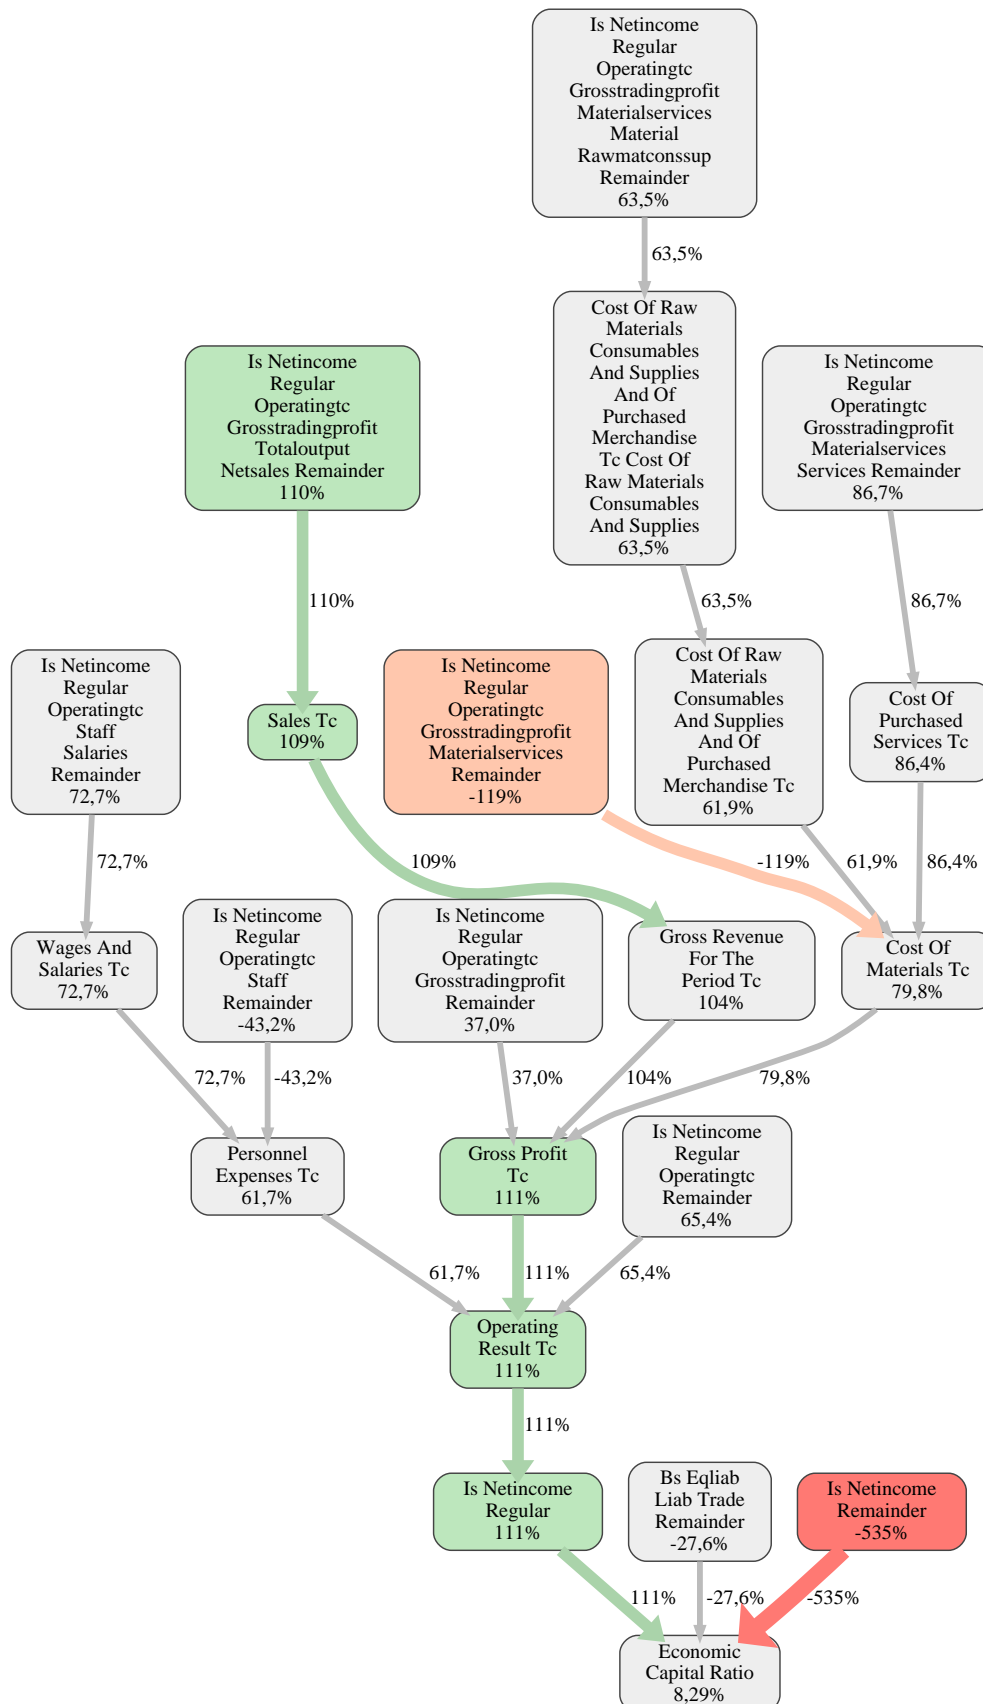 Is Netincome
Regular
Operatingtc
Grosstradingprofit
Materialservices
Material
Rawmatconssup
Remainder
63,5%
63,5%
Cost Of Raw
Materials
Consumables
And Supplies
And Of
Purchased
Merchandise
Tc Cost Of
Raw Materials
Consumables
And Supplies
63,5%
Is Netincome
Regular
Operatingtc
Grosstradingprofit
Totaloutput
Netsales Remainder
110%
Is Netincome
Regular
Operatingtc
Grosstradingprofit
Materialservices
Services Remainder
86,7%
110%
63,5%
86,7%
Is Netincome
Regular
Operatingtc
Staff
Salaries
Remainder
72,7%
Sales Tc
109%
Is Netincome
Regular
Operatingtc
Grosstradingprofit
Materialservices
Remainder
-119%
Cost Of Raw
Materials
Consumables
And Supplies
And Of
Purchased
Merchandise Tc
61,9%
Cost Of
Purchased
Services Tc
86,4%
72,7%
109%
-119%
61,9%
86,4%
Wages And
Salaries Tc
72,7%
Is Netincome
Regular
Operatingtc
Staff
Remainder
-43,2%
Is Netincome
Regular
Operatingtc
Grosstradingprofit
Remainder
37,0%
Gross Revenue
For The
Period Tc
104%
Cost Of
Materials Tc
79,8%
72,7%
-43,2%
37,0%
104%
79,8%
Personnel
Expenses Tc
61,7%
Gross Profit
Tc
111%
Is Netincome
Regular
Operatingtc
Remainder
65,4%
61,7%
111%
65,4%
Operating
Result Tc
111%
111%
Is Netincome
Regular
111%
Bs Eqliab
Liab Trade
Remainder
-27,6%
Is Netincome
Remainder
-535%
111%
-27,6%
-535%
Economic
Capital Ratio
8,29%